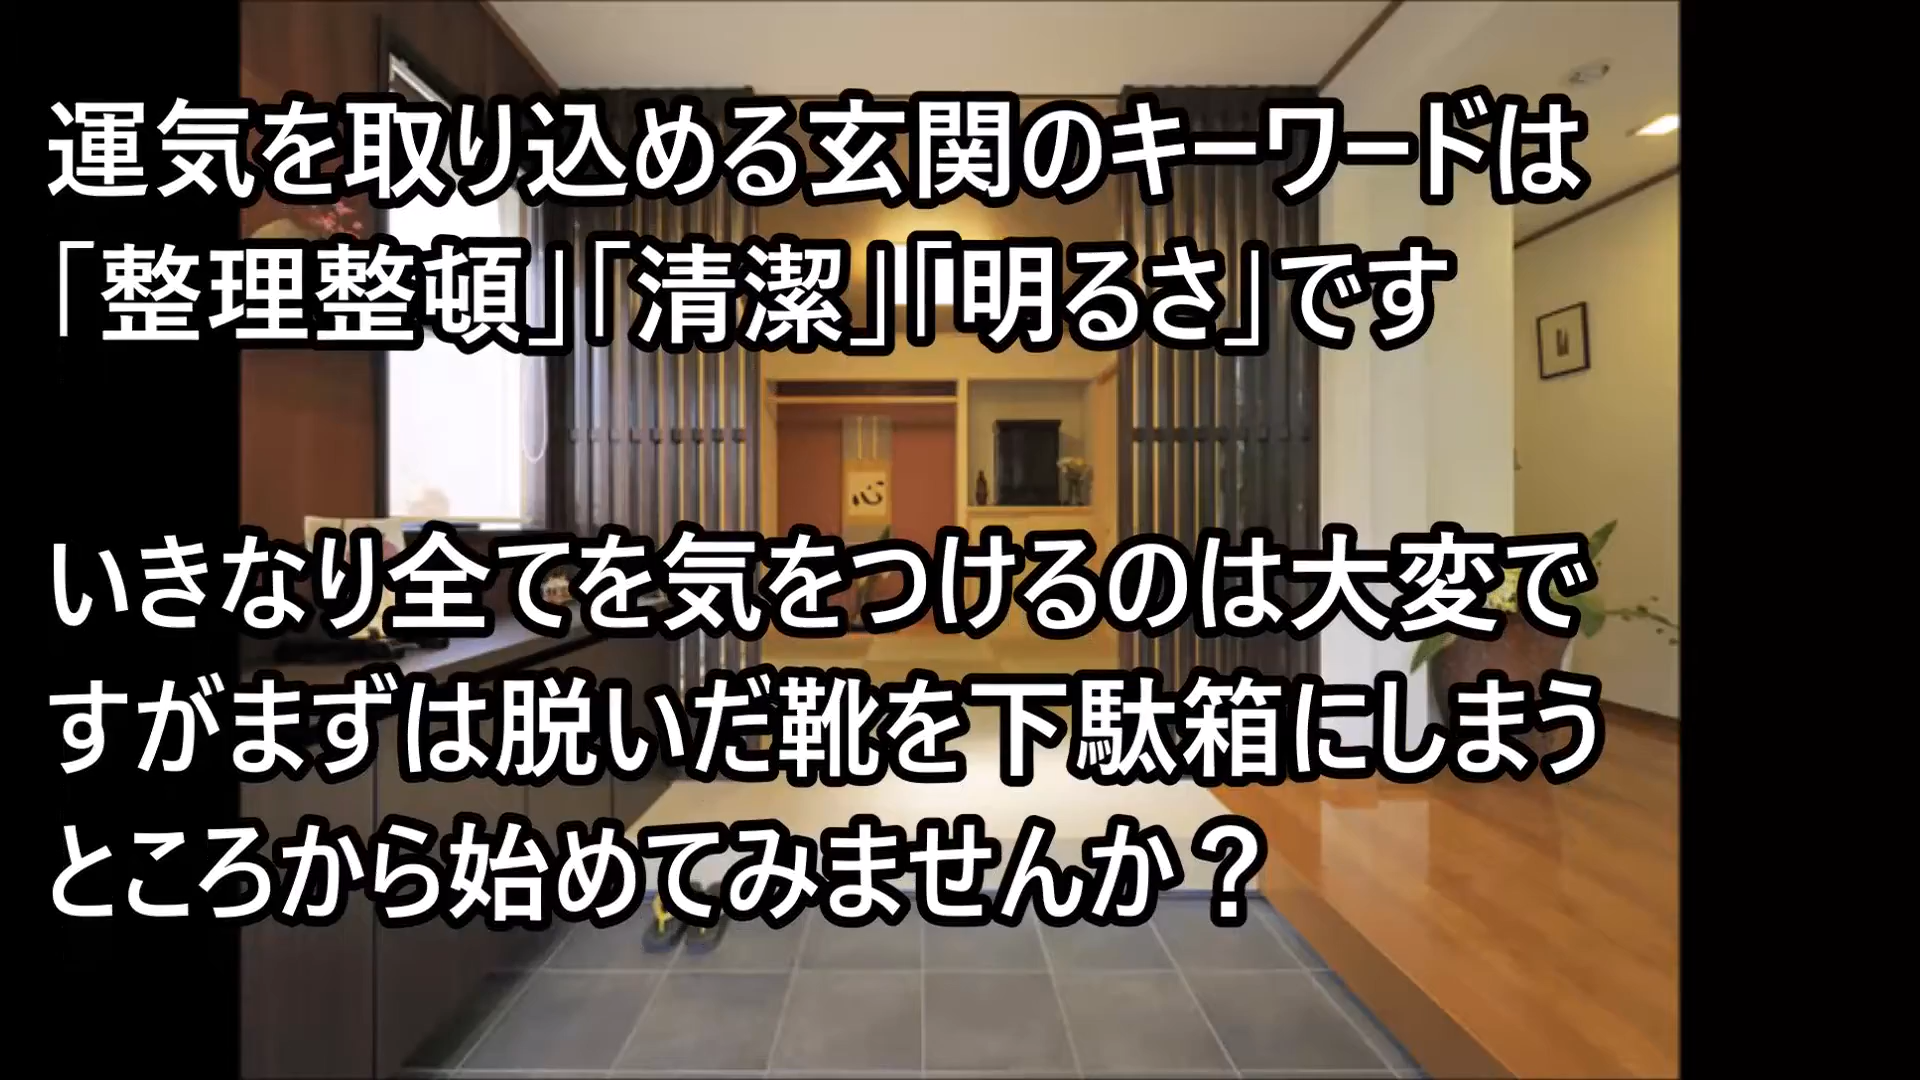 運気を取り込める玄関のキーワードは
「整理整頓」「清潔」「明るさ」です
いきなり全てを気をつけるのは大変で
すがまずは脱いだ靴を下駄箱にしまう
ところから始めてみませんか？
心